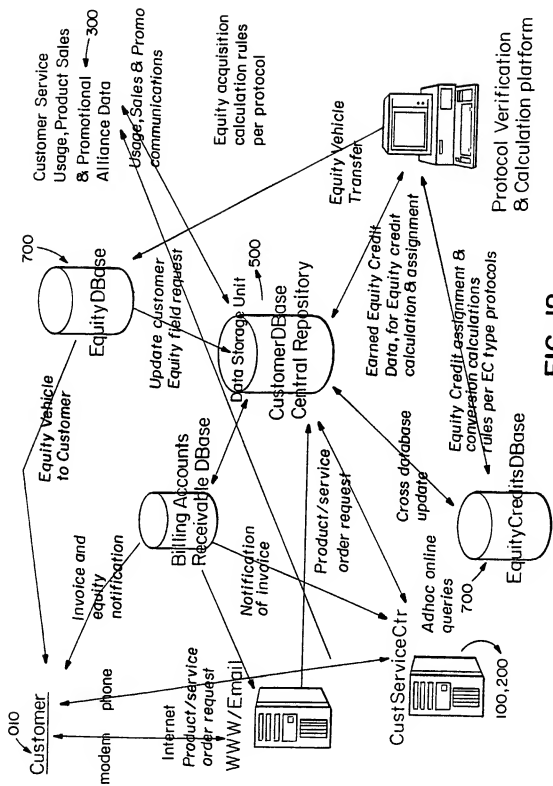 010
Customer
modem
phone
Internet
Product/service
order request
WWW/Email
Invoice and
equity
notification
Equity Vehicle
to Customer
Billing Accounts
Receivable DBase
Notification
of invoice
700
EquityDBase
Update customer
Equity field request
Customer Service
Usage,Product Sales
& Promotional
Alliance Data
300
Usage,Sales & Promo
communications
Equity acquisition
calculation rules
per protocol
500
Data Storage Unit
CustomerDBase
Central Repository
Product/service
order request
CustServiceCtr
Adhoc online
queries
100,200
Cross database
update
700
EquityCreditsDBase
Earned Equity Credit
Data, for Equity credit
calculation & assignment
Equity Credit assignment &
conversion calculations
rules per EC type protocols
Equity Vehicle
Transfer
Protocol Verification
& Calculation platform